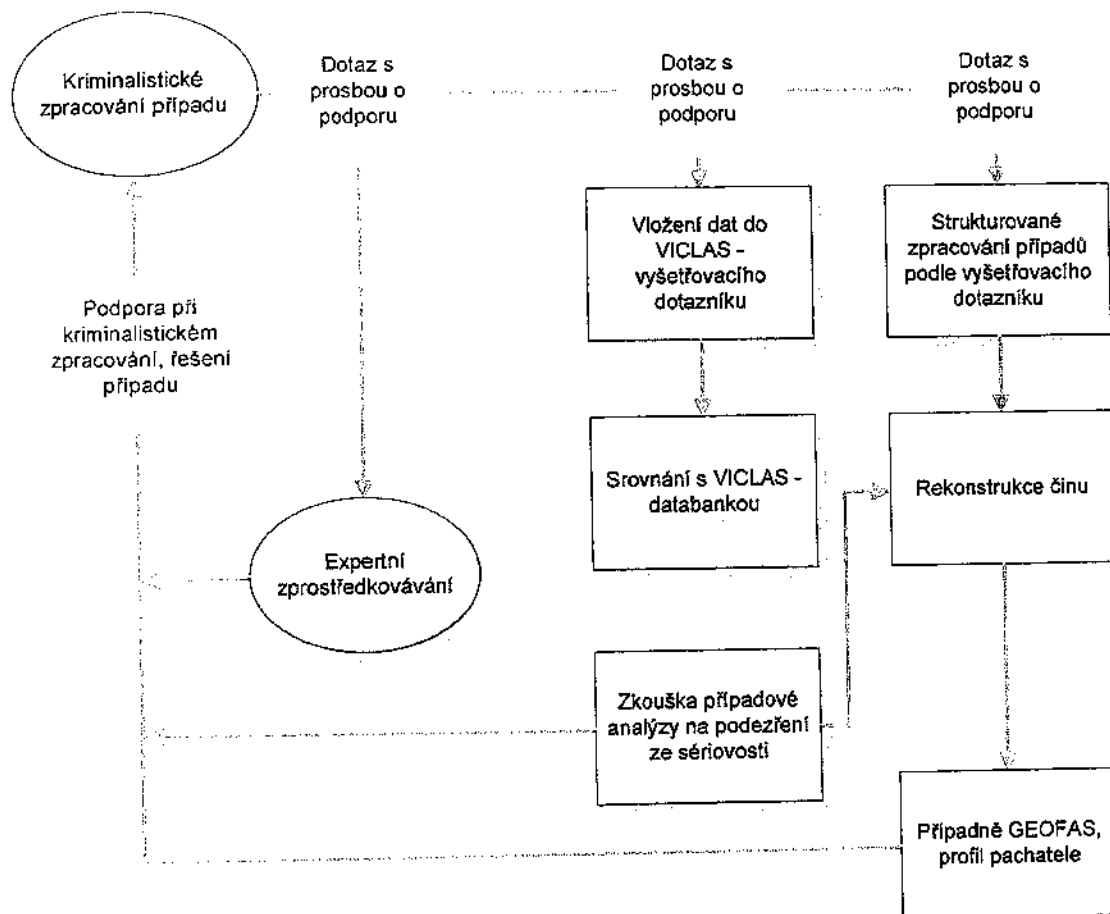 Kriminalistické
zpracování případu
Dotaz s
prosbou o
podporu
Dotaz s
prosbou o
podporu
Dotaz s
prosbou o
podporu
Vložení dat do
VICLAS -
vyšetřovacího
dotazníku
Strukturované
zpracování případů
podle vyšetřovacího
dotazníku
Podpora při
kriminalistickém
zpracování, řešení
případu
Srovnání s VICLAS -
databankou
Rekonstrukce činu
Expertní
zprostředkovávání
Zkouška případové
analýzy na podezření
ze sériovosti
Případně GEOFAS,
profil pachatele